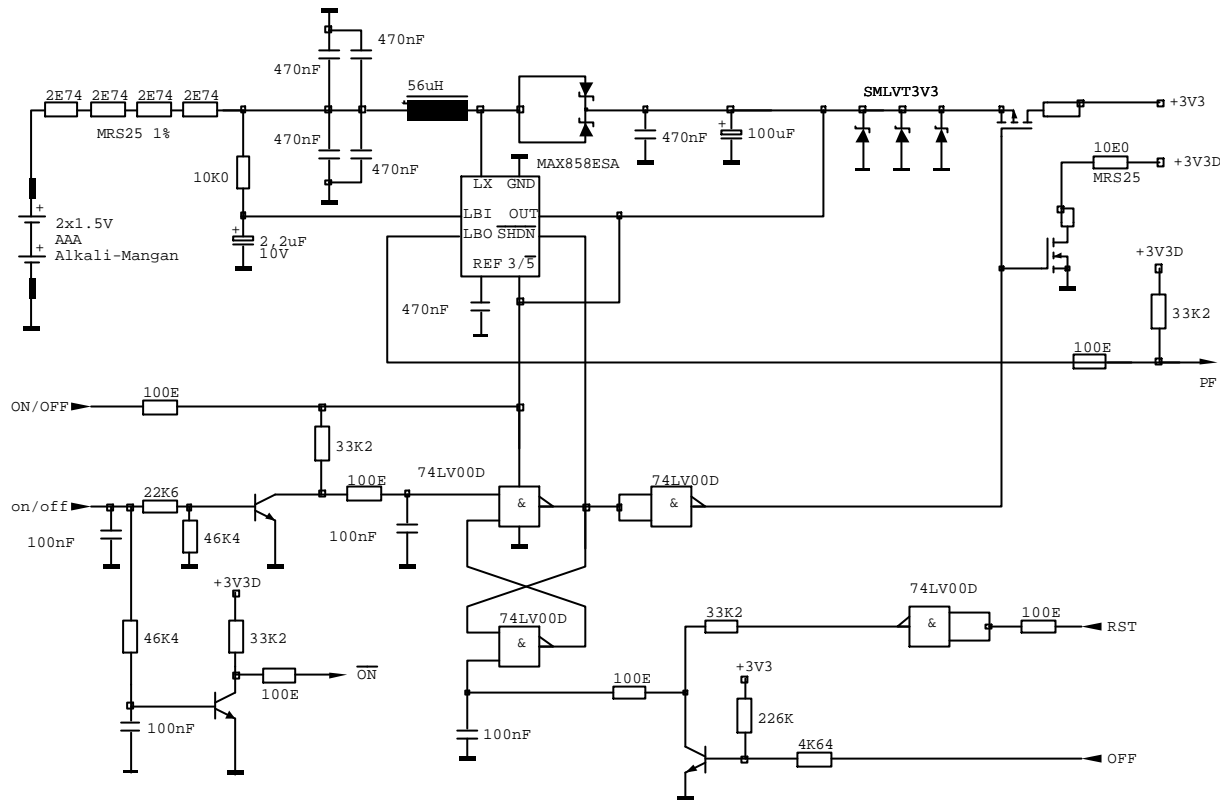 470nF
470nF
56uH
2E74 2E74 2E74 2E74
SMLVT3V3
+3V3
MRS25 1%
470nF
470nF
470nF
100uF
MAX858ESA
10E0
+3V3D
MRS25
10K0
LX GND
LBI OUT
LBO SHDN
REF 3/5
2x1.5V
AAA
Alkali-Mangan
2,2uF
10V
+3V3D
470nF
33K2
100E
PF
100E
ON/OFF
33K2
74LV00D
74LV00D
100E
22K6
on/off
&
&
100nF
46K4
100nF
+3V3D
74LV00D
74LV00D
33K2
46K4
33K2
&
&
100E
RST
ON
100E
100E
+3V3
226K
100nF
100nF
4K64
OFF